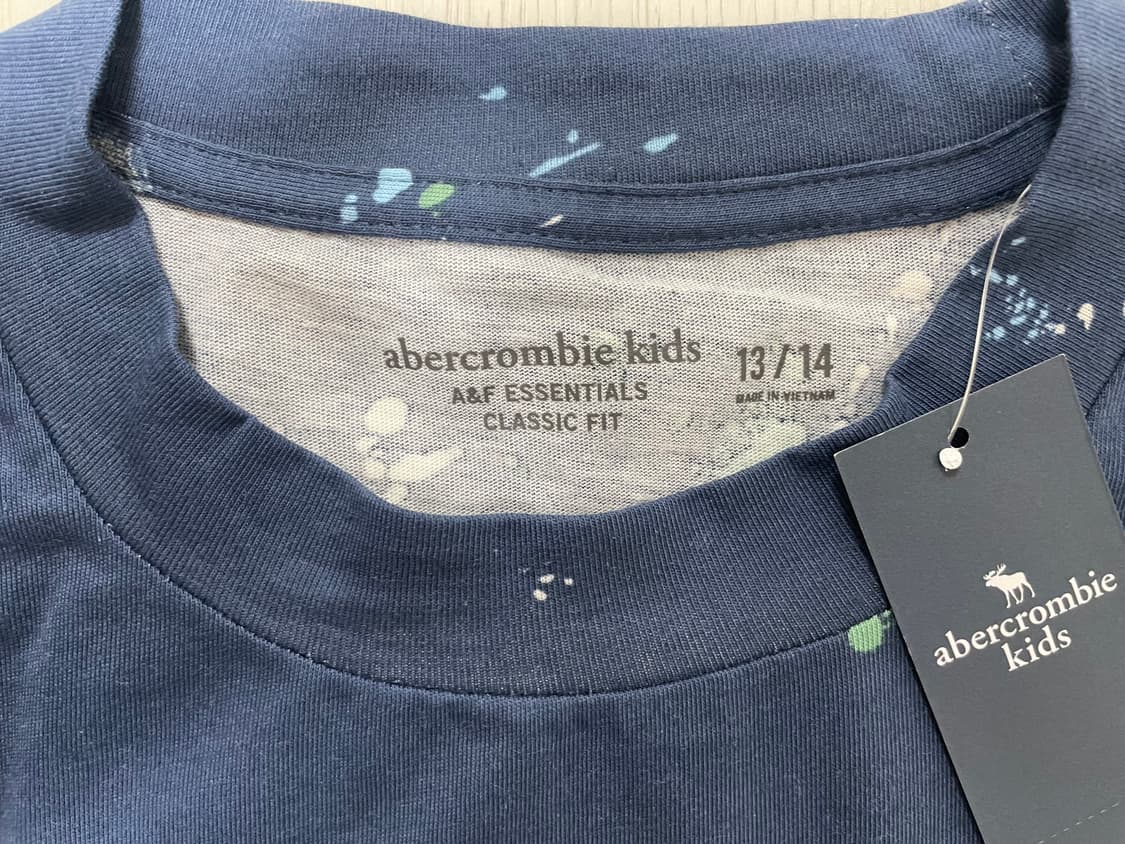 abercrombie kids
A&F ESSENTIALS
CLASSIC FIT
13/14
MADE IN VIETNAM
abercrombie
kids